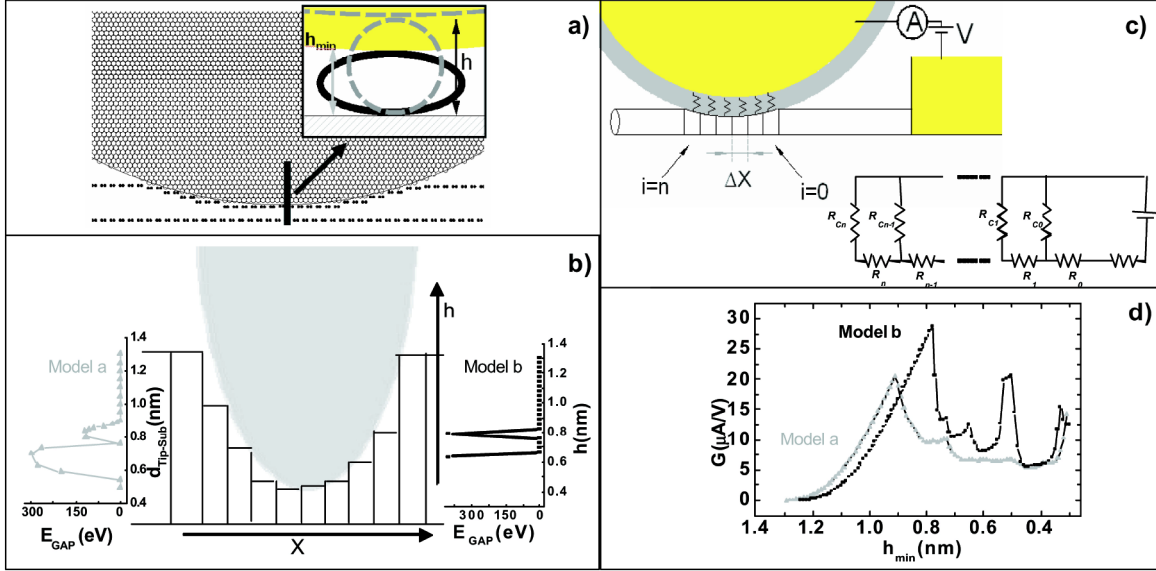 a)
h_min
h
b)
h
Model a
Model b
1.4
1.2
1.0
0.8
0.6
0.4
d_Tip-Sub(nm)
300 150 0
E_GAP (eV)
X
1.4
1.2
1.0
0.8
0.6
0.4
h(nm)
300 150 0
E_GAP (eV)
c)
A
V
i=n
ΔX
i=0
R_Cn
R_Cn-1
R_C1
R_C0
R_n
R_n-1
R_1
R_0
d)
Model b
Model a
30
25
20
15
10
5
0
G(μA/V)
1.4 1.2 1.0 0.8 0.6 0.4
h_min(nm)